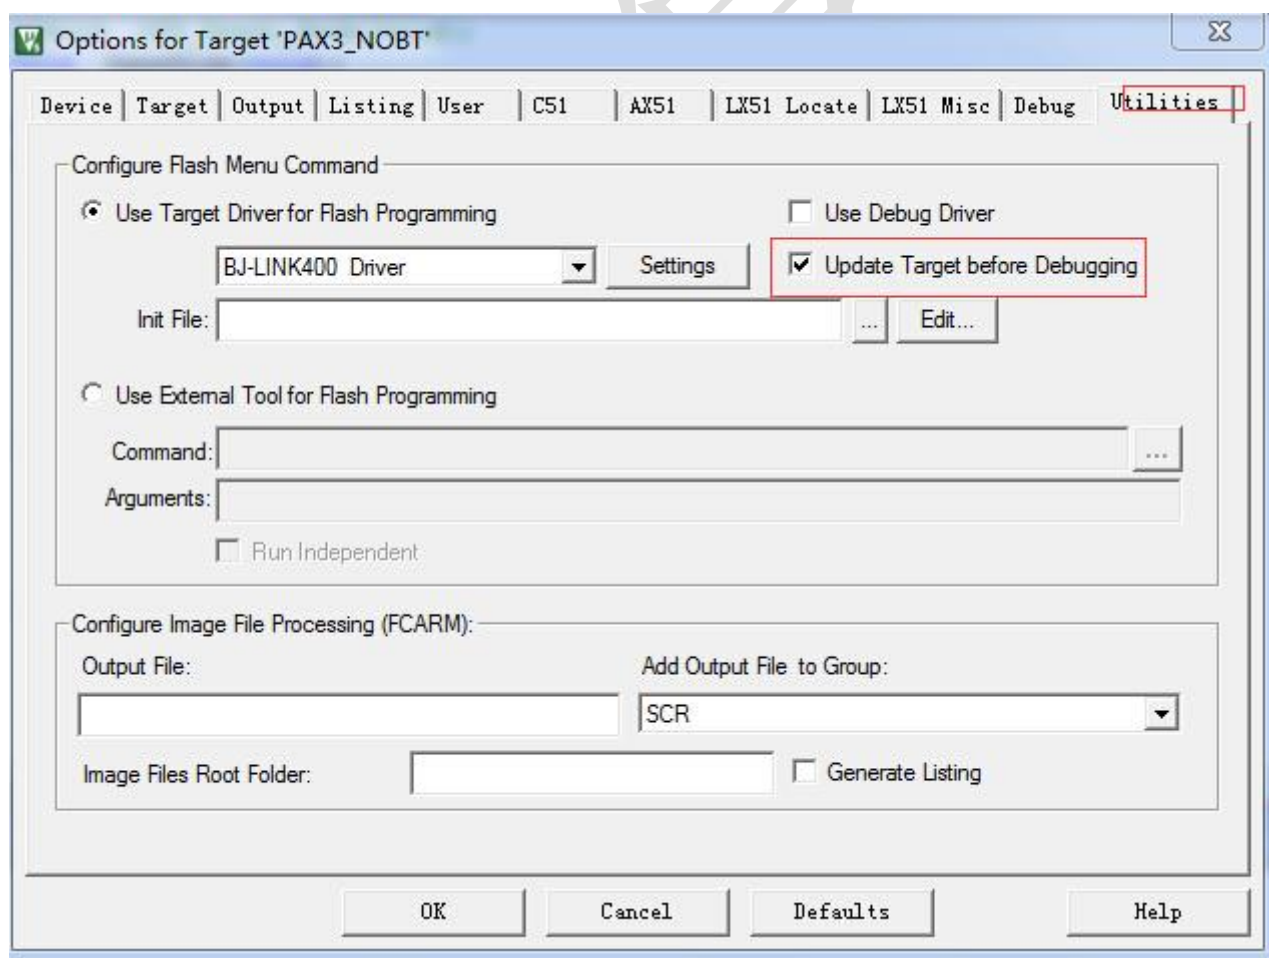 Options for Target 'PAX3_NOBT'
Device Target Output Listing User C51 AX51 LX51 Locate LX51 Misc Debug Utilities
Configure Flash Menu Command
Use Target Driver for Flash Programming Use Debug Driver
BJ-LINK400 Driver Settings Update Target before Debugging
Init File: ... Edit...
Use External Tool for Flash Programming
Command: ...
Arguments:
Run Independent
Configure Image File Processing (FCARM):
Output File: Add Output File to Group:
SCR
Image Files Root Folder: Generate Listing
OK Cancel Defaults Help